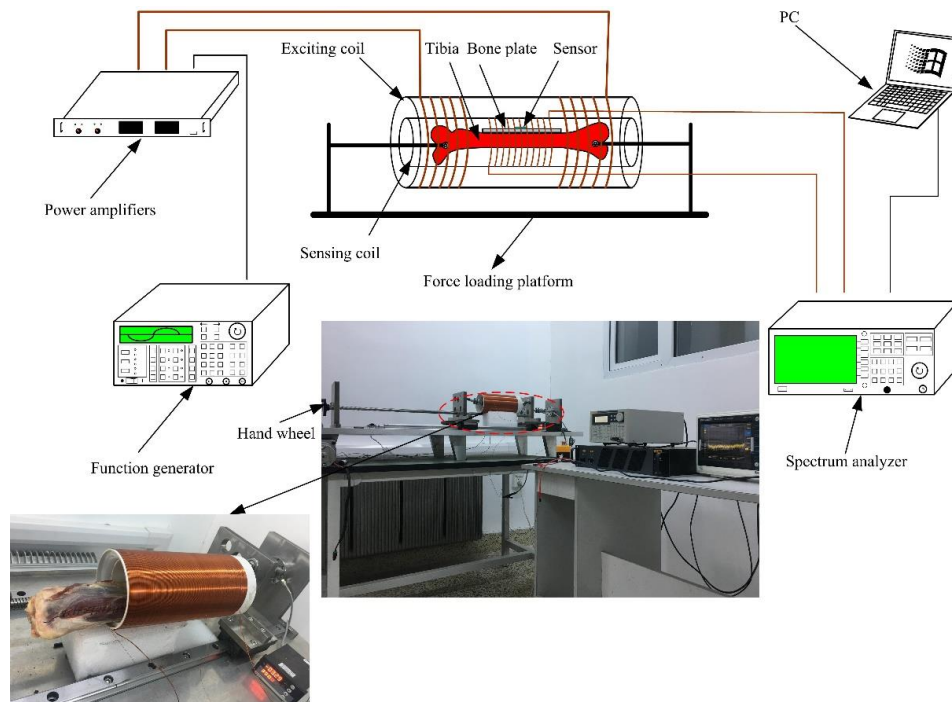 PC
Exciting coil
Tibia
Bone plate
Sensor
Power amplifiers
Sensing coil
Force loading platform
Hand wheel
Function generator
Spectrum analyzer